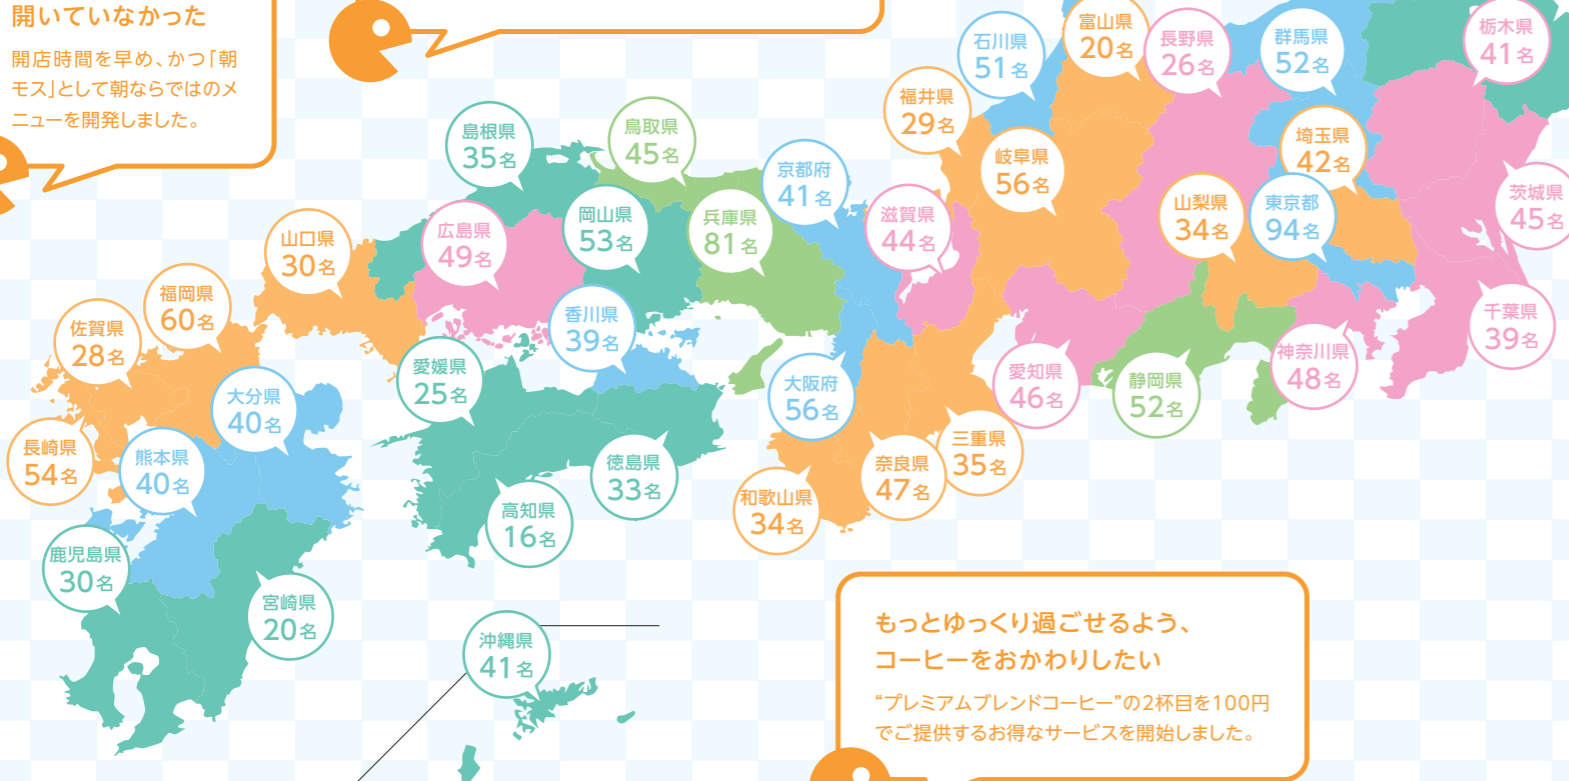 開いていなかった
開店時間を早め、かつ「朝
モス」として朝ならではのメ
ニューを開発しました。
富山県
20名
石川県
51名
長野県
26名
群馬県
52名
栃木県
41名
福井県
29名
島根県
35名
鳥取県
45名
京都府
41名
岐阜県
56名
埼玉県
42名
山口県
30名
広島県
49名
岡山県
53名
兵庫県
81名
滋賀県
44名
山梨県
34名
東京都
94名
茨城県
45名
福岡県
60名
佐賀県
28名
香川県
39名
千葉県
39名
愛媛県
25名
大分県
40名
大阪府
56名
愛知県
46名
静岡県
52名
神奈川県
48名
長崎県
54名
熊本県
40名
徳島県
33名
三重県
35名
奈良県
47名
和歌山県
34名
高知県
16名
鹿児島県
30名
宮崎県
20名
沖縄県
41名
もっとゆっくり過ごせるよう、
コーヒーをおかわりしたい
“プレミアムブレンドコーヒー”の2杯目を100円
でご提供するお得なサービスを開始しました。